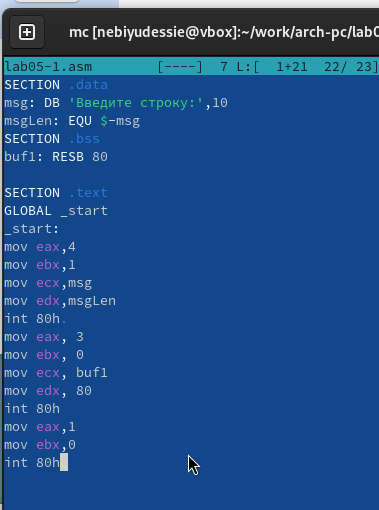 mc [nebiyudessie@vbox]:~/work/arch-pc/lab0
lab05-1.asm [----] 7 L:[ 1+21 22/ 23]
SECTION .data
msg: DB 'Введите строку:',10
msgLen: EQU $-msg
SECTION .bss
buf1: RESB 80
SECTION .text
GLOBAL _start
_start:
mov eax,4
mov ebx,1
mov ecx,msg
mov edx,msgLen
int 80h
mov eax, 3
mov ebx, 0
mov ecx, buf1
mov edx, 80
int 80h
mov eax,1
mov ebx,0
int 80h